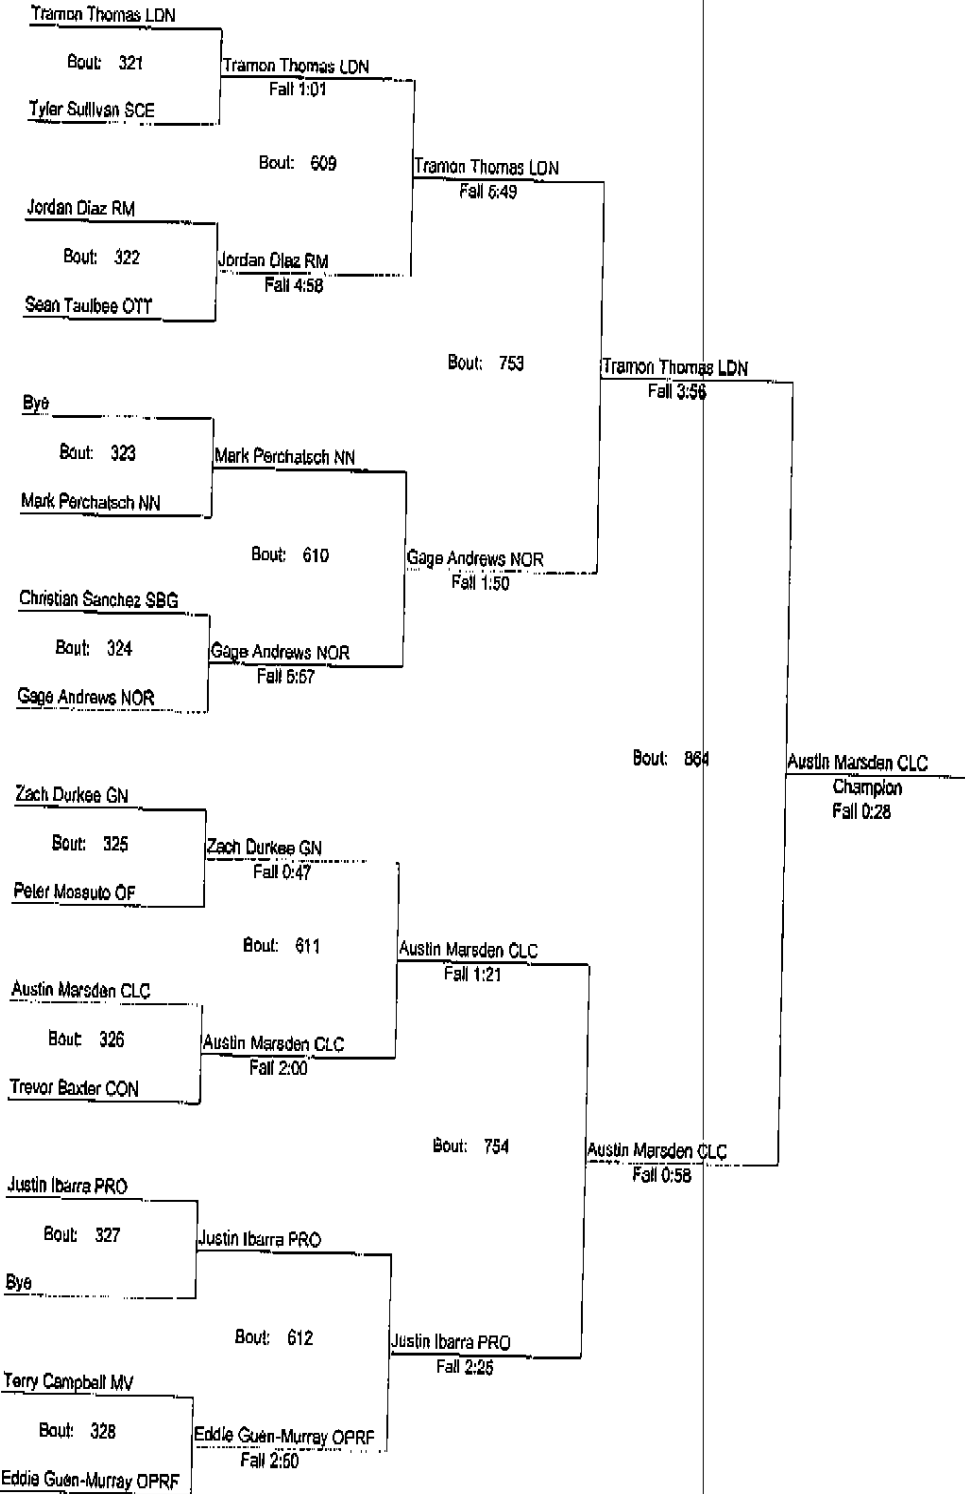 Tramon Thomas LDN
Bout: 321
Tramon Thomas LDN
Fall 1:01
Tyler Sullivan SCE
Bout: 609
Tramon Thomas LDN
Fall 5:49
Jordan Diaz RM
Bout: 322
Jordan Diaz RM
Fall 4:58
Sean Taulbee OTT
Bout: 753
Tramon Thomas LDN
Fall 3:56
Bye
Bout: 323
Mark Perchatsch NN
Mark Perchatsch NN
Bout: 610
Gage Andrews NOR
Fall 1:50
Christian Sanchez SBG
Bout: 324
Gage Andrews NOR
Fall 5:57
Gage Andrews NOR
Bout: 864
Austin Marsden CLC
Champion
Fall 0:28
Zach Durkee GN
Bout: 325
Zach Durkee GN
Fall 0:47
Peter Mosauto OF
Bout: 611
Austin Marsden CLC
Fall 1:21
Austin Marsden CLC
Bout: 326
Austin Marsden CLC
Fall 2:00
Trevor Baxter CON
Bout: 754
Austin Marsden CLC
Fall 0:58
Justin Ibarra PRO
Bout: 327
Justin Ibarra PRO
Bye
Bout: 612
Justin Ibarra PRO
Fall 2:25
Terry Campbell MV
Bout: 328
Eddie Guen-Murray OPRF
Fall 2:50
Eddie Guen-Murray OPRF